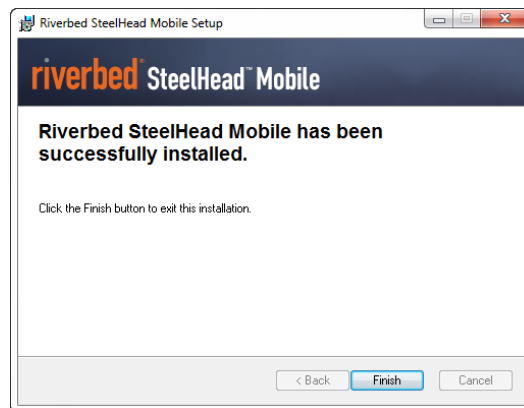 Riverbed SteelHead Mobile Setup
riverbed® SteelHead™ Mobile
Riverbed SteelHead Mobile has been
successfully installed.
Click the Finish button to exit this installation.
< Back Finish Cancel